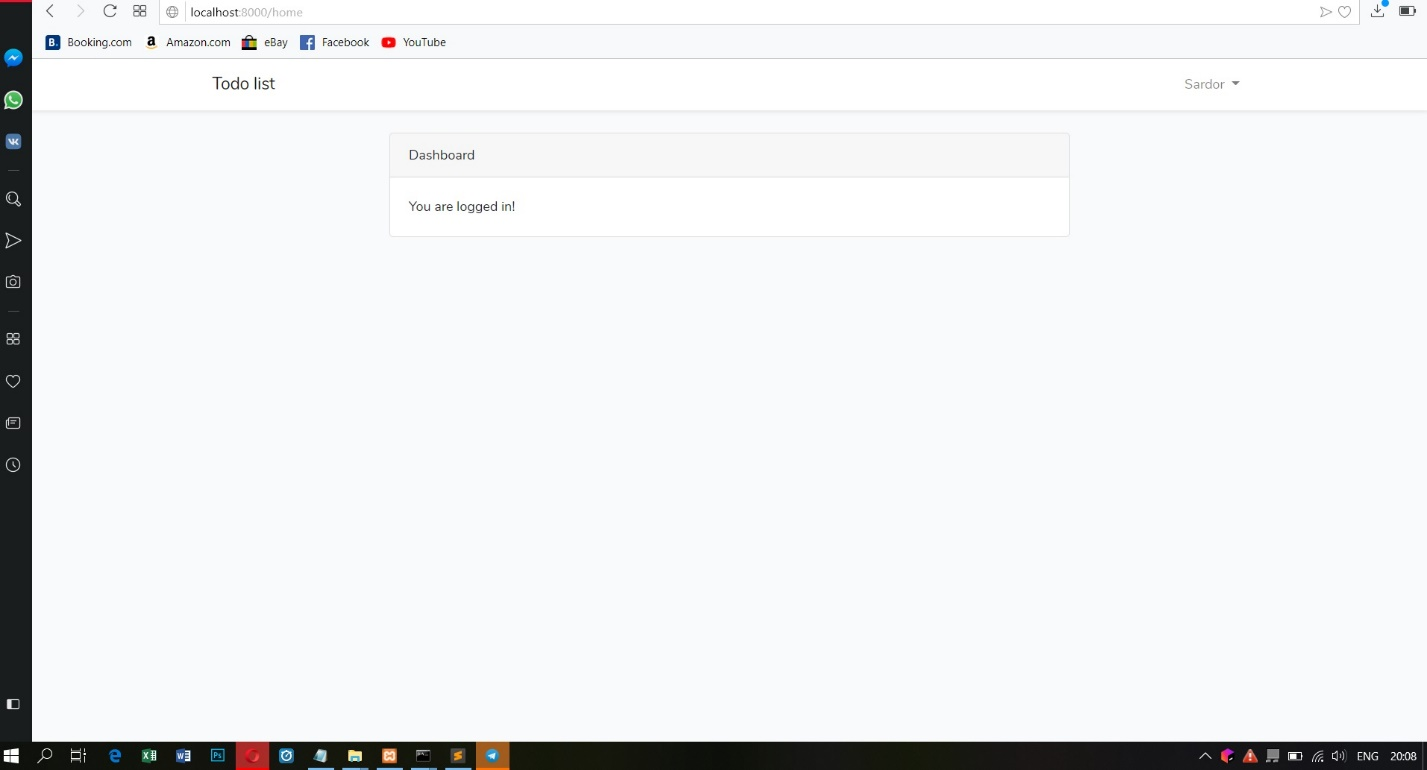 localhost:8000/home
Booking.com Amazon.com eBay Facebook YouTube
Todo list Sardor
Dashboard
You are logged in!
ENG 20:08